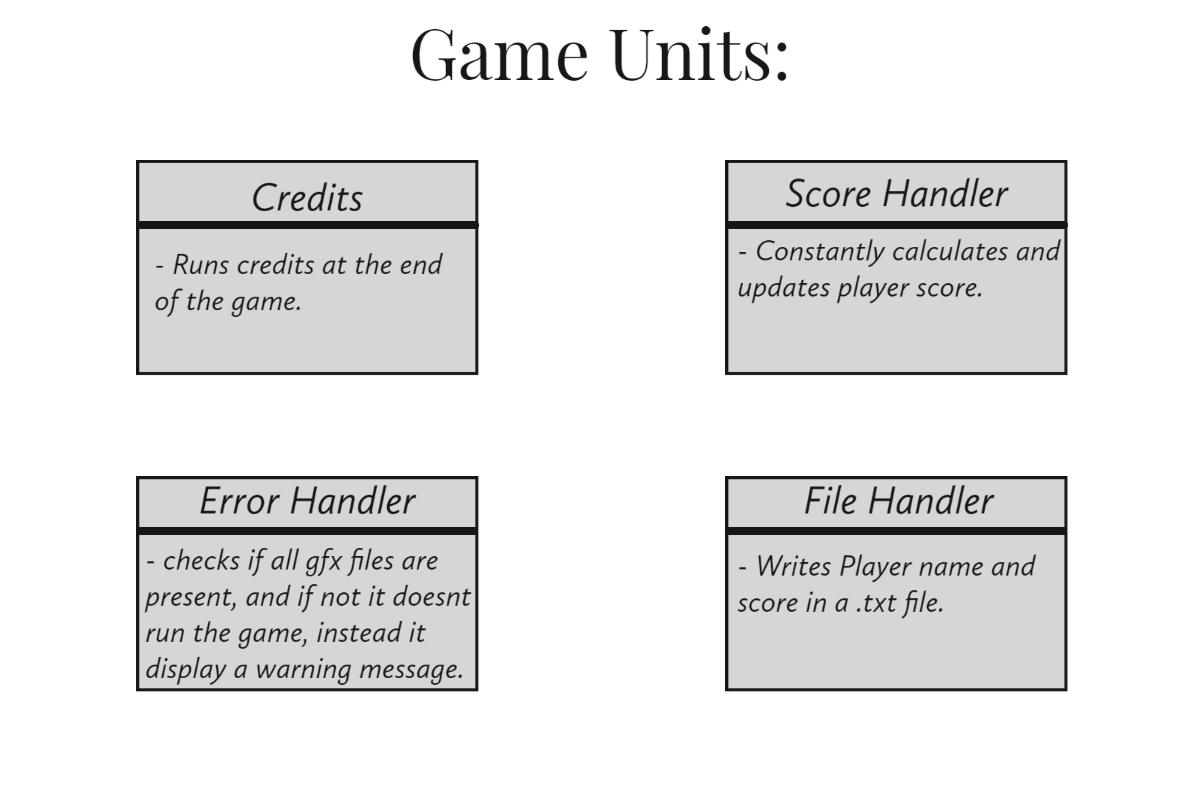 Game Units:
Credits
- Runs credits at the end
of the game.
Score Handler
- Constantly calculates and
updates player score.
Error Handler
- checks if all gfx files are
present, and if not it doesnt
run the game, instead it
display a warning message.
File Handler
- Writes Player name and
score in a .txt file.